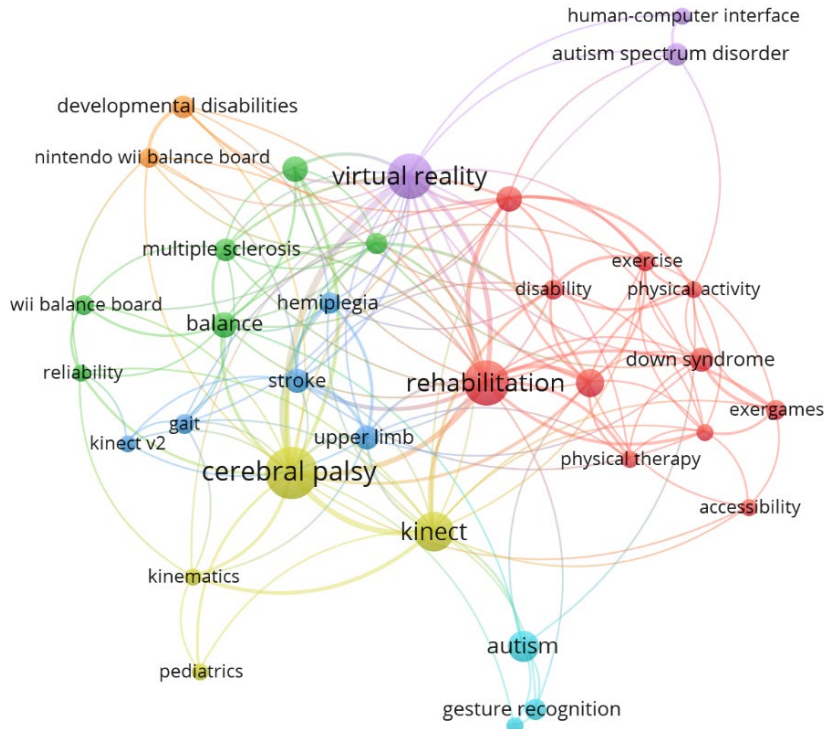 human-computer interface
autism spectrum disorder
developmental disabilities
nintendo wii balance board
virtual reality
multiple sclerosis
exercise
disability
physical activity
wii balance board
hemiplegia
balance
reliability
stroke
rehabilitation
down syndrome
gait
kinect v2
upper limb
exergames
cerebral palsy
physical therapy
accessibility
kinect
kinematics
autism
pediatrics
gesture recognition